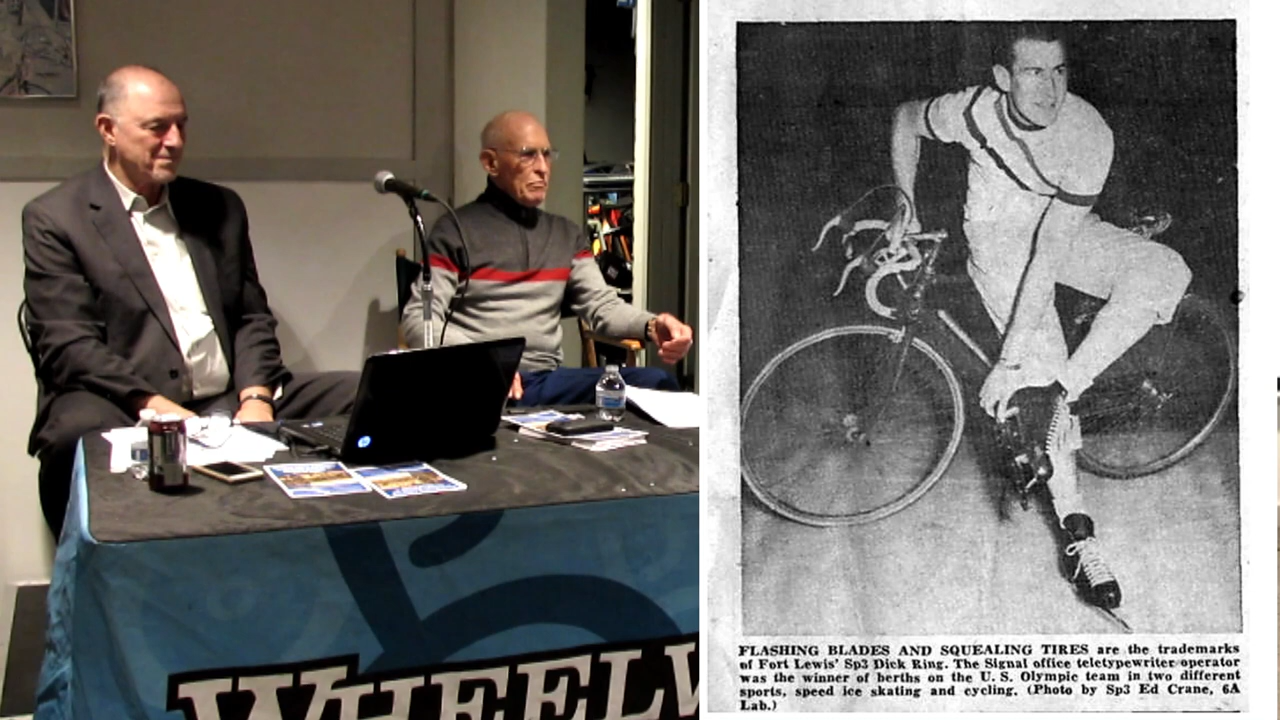 WHEELW
FLASHING BLADES AND SQUEALING TIRES are the trademarks
of Fort Lewis' Sp3 Dick Ring. The Signal office teletypewriter operator
was the winner of berths on the U. S. Olympic team in two different
sports, speed ice skating and cycling. (Photo by Sp3 Ed Crane, 6A
Lab.)